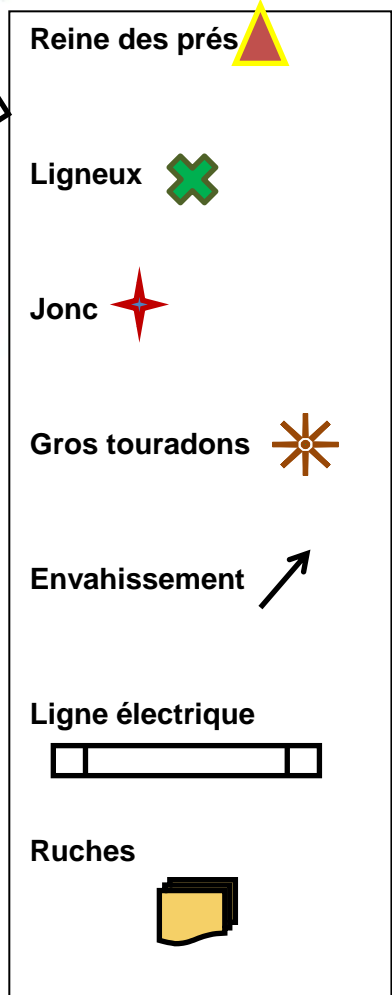 Reine des prés
Ligneux
Jonc
Gros touradons
Envahissement
Ligne électrique
Ruches